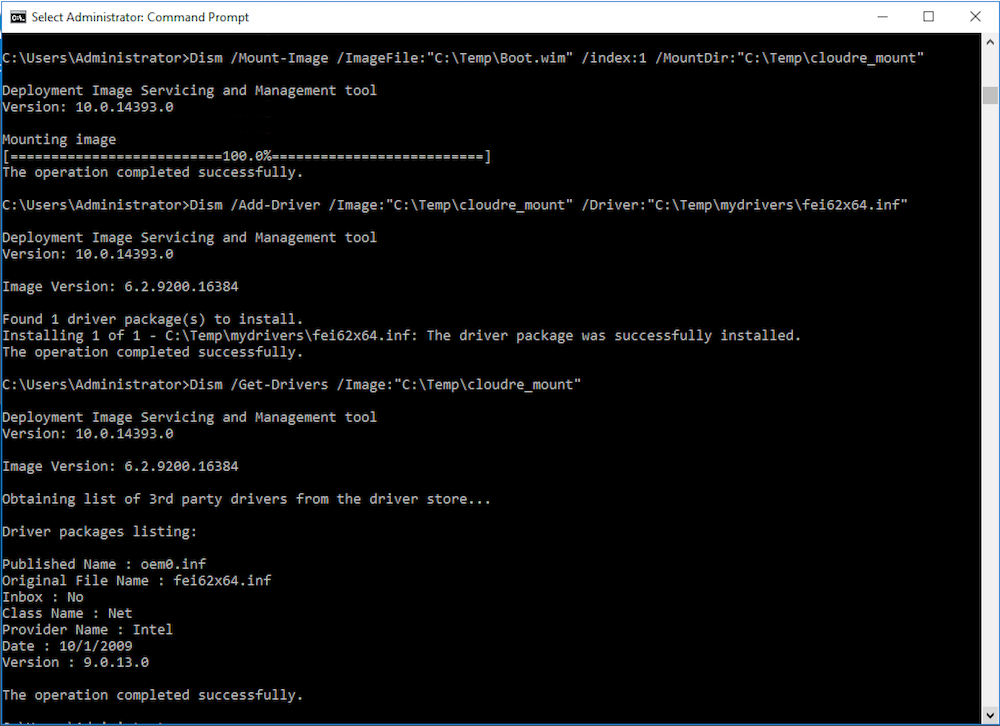 Select Administrator: Command Prompt
C:\Users\Administrator>Dism /Mount-Image /ImageFile:"C:\Temp\Boot.wim" /index:1 /MountDir:"C:\Temp\cloudre_mount"
Deployment Image Servicing and Management tool
Version: 10.0.14393.0
Mounting image
[==========================100.0%==========================]
The operation completed successfully.
C:\Users\Administrator>Dism /Add-Driver /Image:"C:\Temp\cloudre_mount" /Driver:"C:\Temp\mydrivers\fei62x64.inf"
Deployment Image Servicing and Management tool
Version: 10.0.14393.0
Image Version: 6.2.9200.16384
Found 1 driver package(s) to install.
Installing 1 of 1 - C:\Temp\mydrivers\fei62x64.inf: The driver package was successfully installed.
The operation completed successfully.
C:\Users\Administrator>Dism /Get-Drivers /Image:"C:\Temp\cloudre_mount"
Deployment Image Servicing and Management tool
Version: 10.0.14393.0
Image Version: 6.2.9200.16384
Obtaining list of 3rd party drivers from the driver store...
Driver packages listing:
Published Name : oem0.inf
Original File Name : fei62x64.inf
Inbox : No
Class Name : Net
Provider Name : Intel
Date : 10/1/2009
Version : 9.0.13.0
The operation completed successfully.